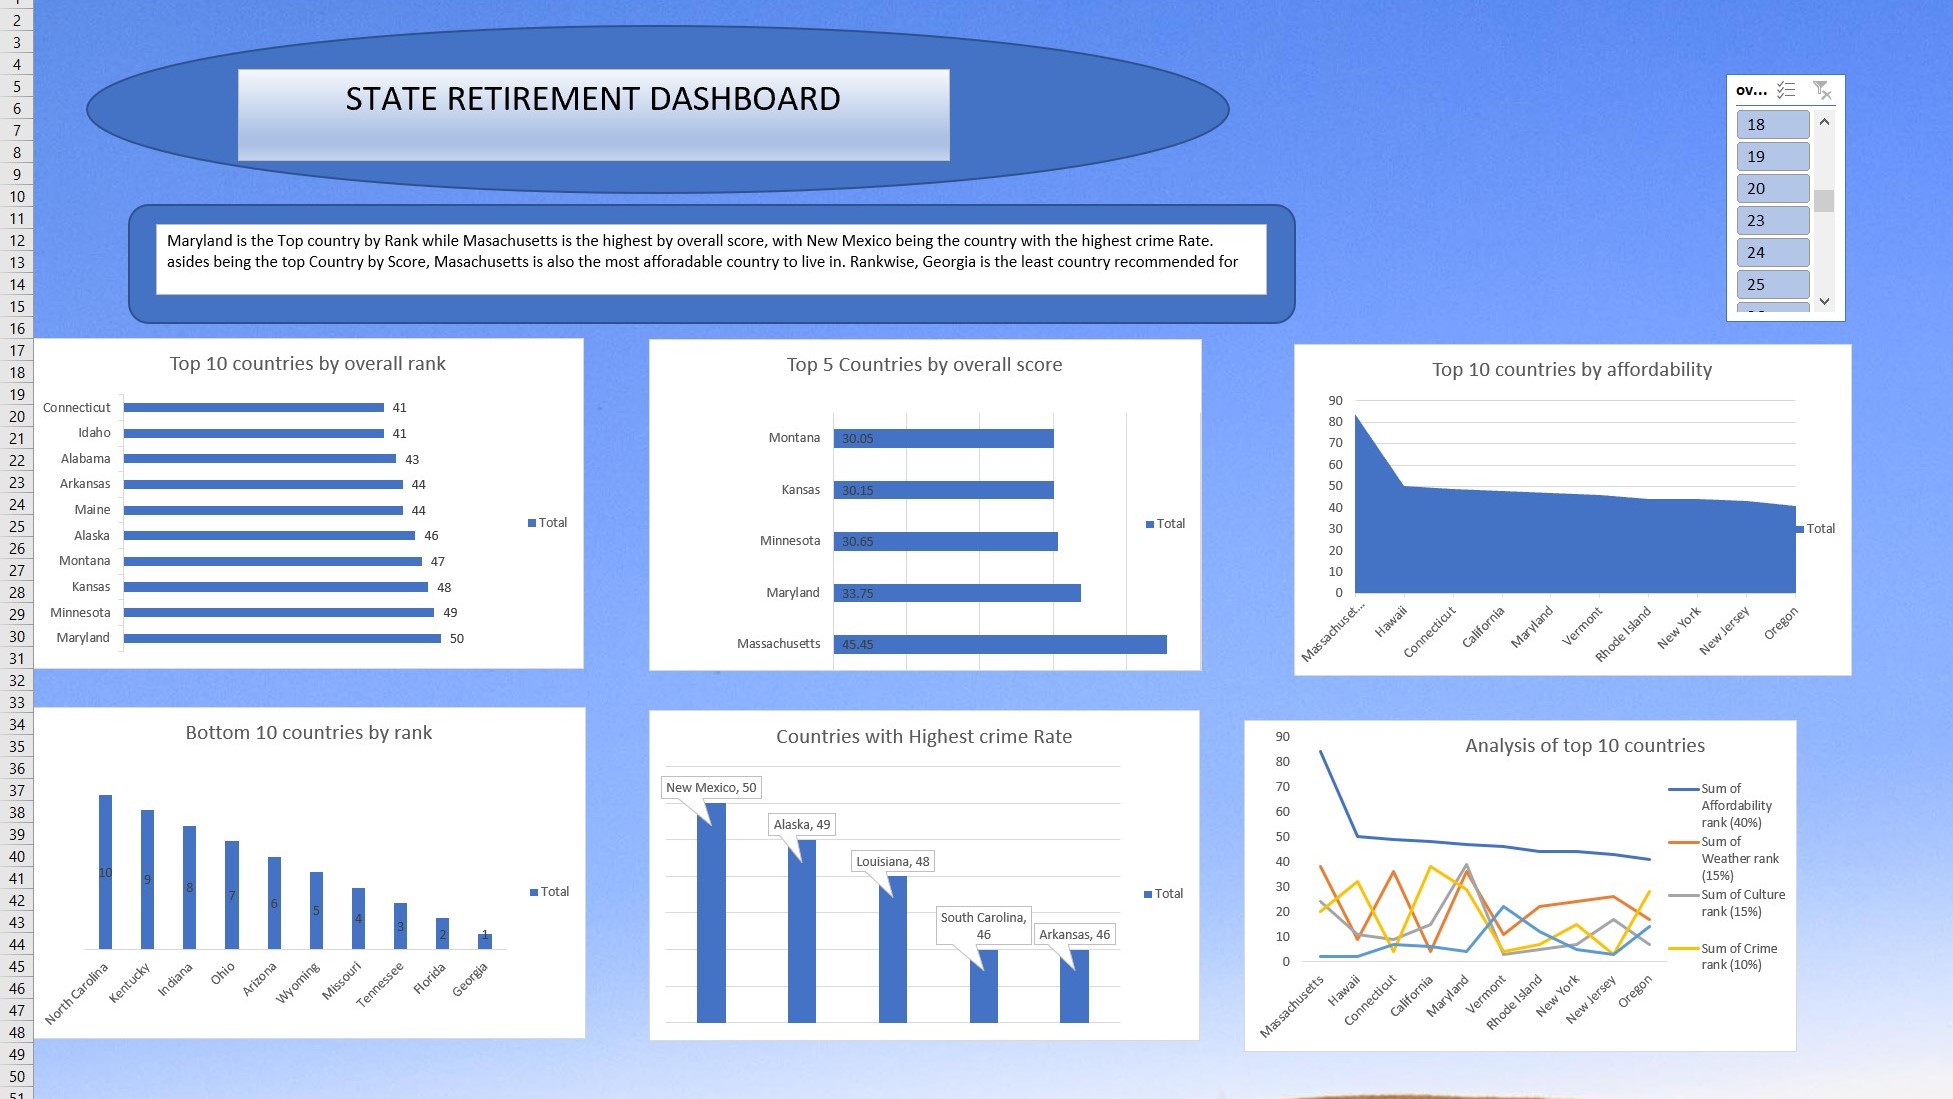 STATE RETIREMENT DASHBOARD
ov...
18
19
20
23
24
25
Maryland is the Top country by Rank while Masachusetts is the highest by overall score, with New Mexico being the country with the highest crime Rate.
asides being the top Country by Score, Masachusetts is also the most afforadable country to live in. Rankwise, Georgia is the least country recommended for
Top 10 countries by overall rank
Connecticut 41
Idaho 41
Alabama 43
Arkansas 44
Maine 44
Alaska 46
Montana 47
Kansas 48
Minnesota 49
Maryland 50
Total
Top 5 Countries by overall score
Montana 30.05
Kansas 30.15
Minnesota 30.65
Maryland 33.75
Massachusetts 45.45
Total
Top 10 countries by affordability
90
80
70
60
50
40
30
20
10
0
Massachuset...
Hawaii
Connecticut
California
Maryland
Vermont
Rhode Island
New York
New Jersey
Oregon
Total
Bottom 10 countries by rank
10
9
8
7
6
5
4
3
2
1
North Carolina
Kentucky
Indiana
Ohio
Arizona
Wyoming
Missouri
Tennessee
Florida
Georgia
Total
Countries with Highest crime Rate
New Mexico, 50
Alaska, 49
Louisiana, 48
South Carolina,
46
Arkansas, 46
Total
Analysis of top 10 countries
90
80
70
60
50
40
30
20
10
0
Massachusetts
Hawaii
Connecticut
California
Maryland
Vermont
Rhode Island
New York
New Jersey
Oregon
Sum of
Affordability
rank (40%)
Sum of
Weather rank
(15%)
Sum of Culture
rank (15%)
Sum of Crime
rank (10%)
2
3
4
5
6
7
8
9
10
11
12
13
14
15
16
17
18
19
20
21
22
23
24
25
26
27
28
29
30
31
32
33
34
35
36
37
38
39
40
41
42
43
44
45
46
47
48
49
50